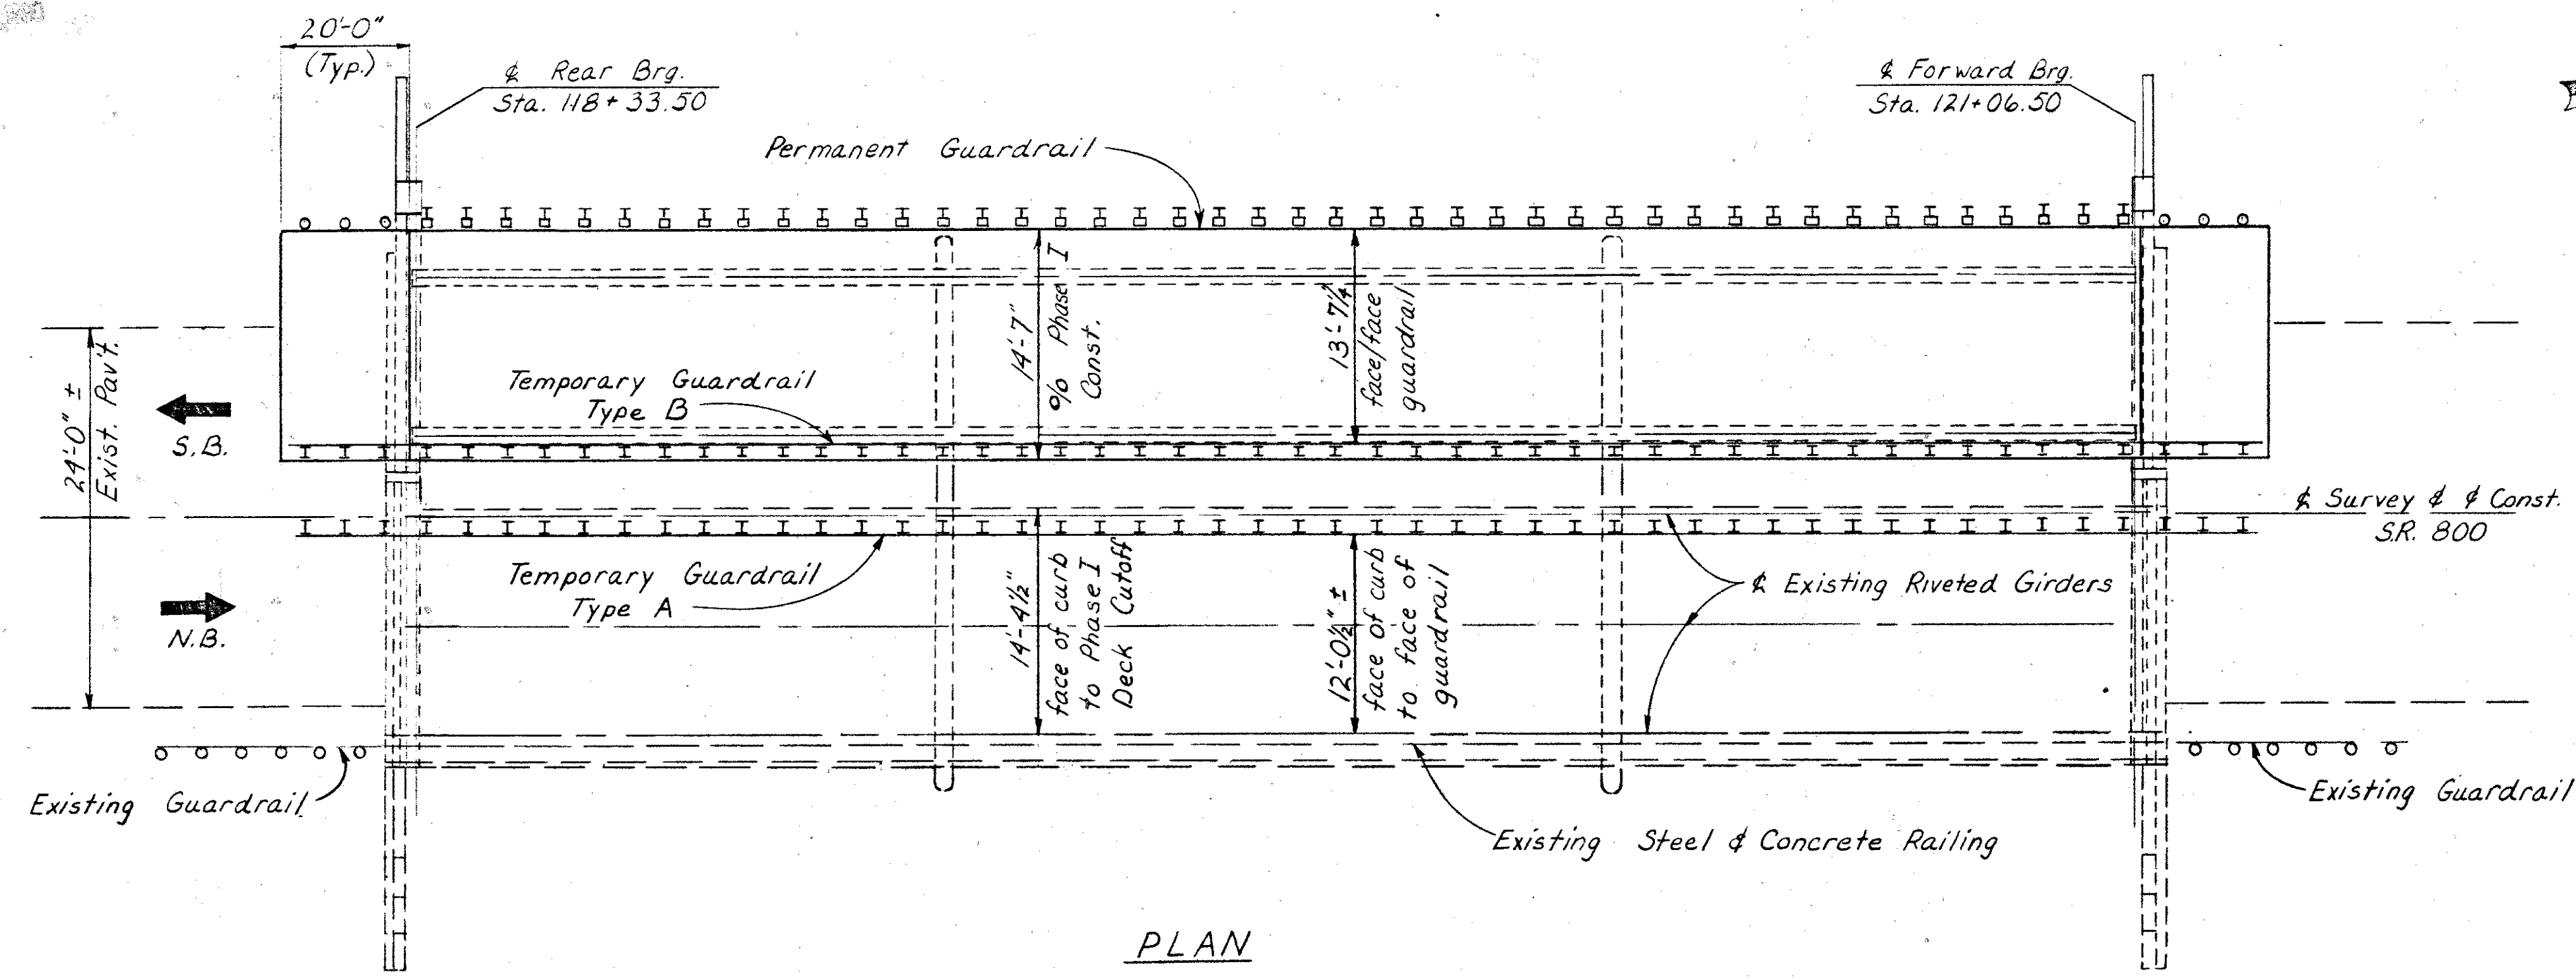 20'-0"
(Typ.)
℄ Rear Brg.
Sta. 118+33.50
℄ Forward Brg.
Sta. 121+06.50
Permanent Guardrail
24'-0" ±
Exist. Pav't.
S.B.
N.B.
Temporary Guardrail
Type B
14'-7"
o/o Phase I
Const.
13'-7¼"
face/face
guardrail
℄ Survey & ℄ Const.
S.R. 800
Temporary Guardrail
Type A
14'-4½"
face of curb
to Phase I
Deck Cutoff
12'-0½" ±
face of curb
to face of
guardrail
℄ Existing Riveted Girders
Existing Guardrail
Existing Guardrail
Existing Steel & Concrete Railing
PLAN